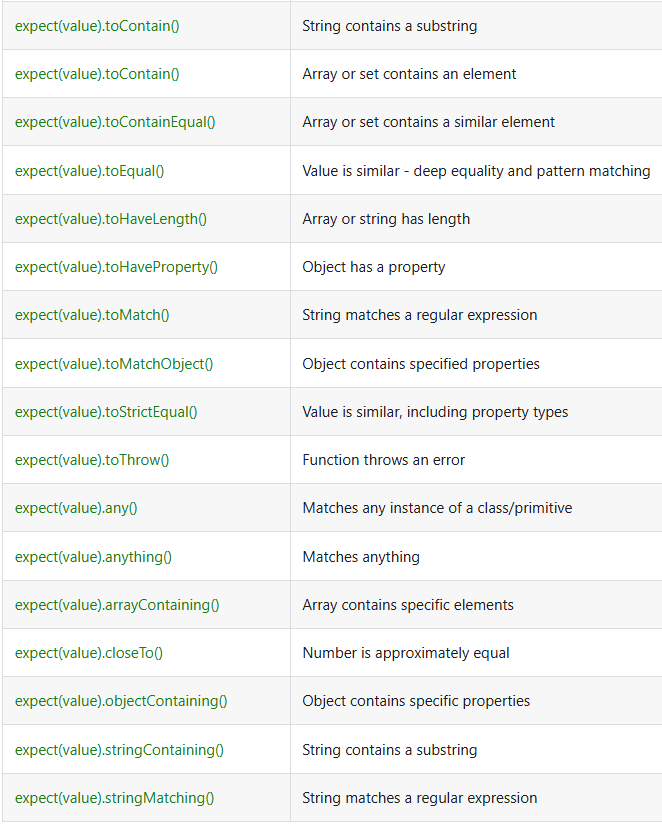 expect(value).toContain() String contains a substring
expect(value).toContain() Array or set contains an element
expect(value).toContainEqual() Array or set contains a similar element
expect(value).toEqual() Value is similar - deep equality and pattern matching
expect(value).toHaveLength() Array or string has length
expect(value).toHaveProperty() Object has a property
expect(value).toMatch() String matches a regular expression
expect(value).toMatchObject() Object contains specified properties
expect(value).toStrictEqual() Value is similar, including property types
expect(value).toThrow() Function throws an error
expect(value).any() Matches any instance of a class/primitive
expect(value).anything() Matches anything
expect(value).arrayContaining() Array contains specific elements
expect(value).closeTo() Number is approximately equal
expect(value).objectContaining() Object contains specific properties
expect(value).stringContaining() String contains a substring
expect(value).stringMatching() String matches a regular expression